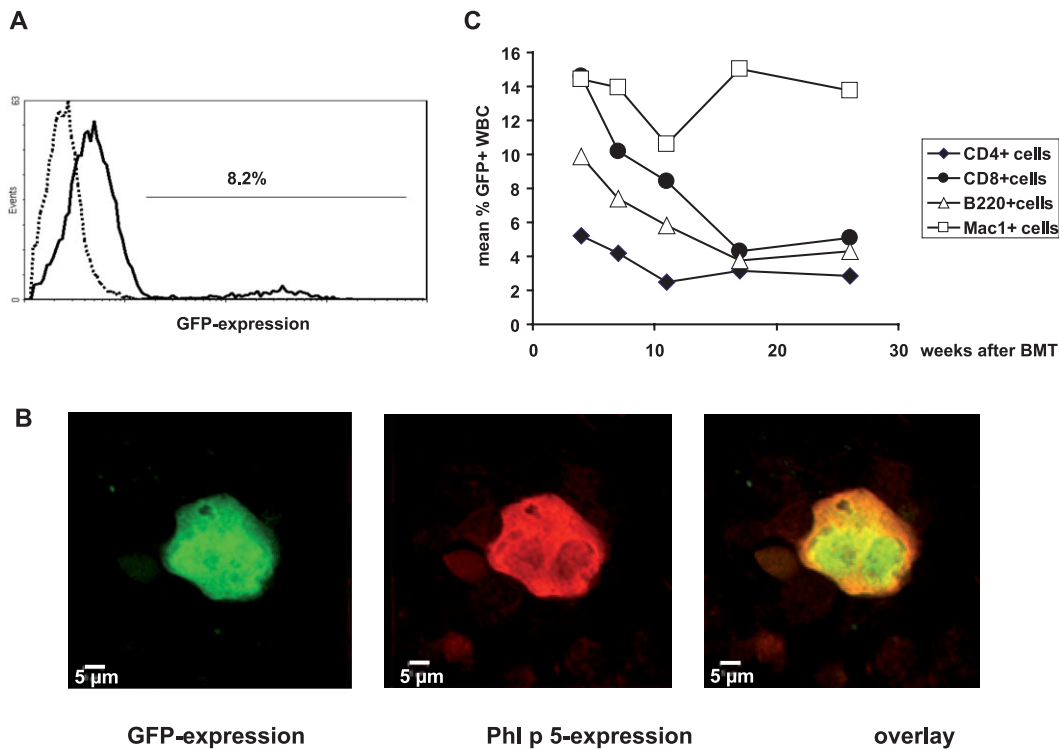 A
63
Events
0
8.2%
GFP-expression
C
mean % GFP+ WBC
16
14
12
10
8
6
4
2
0
0
10
20
30
weeks after BMT
CD4+ cells
CD8+cells
B220+cells
Mac1+ cells
B
5 µm
5 µm
5 µm
GFP-expression
Phl p 5-expression
overlay